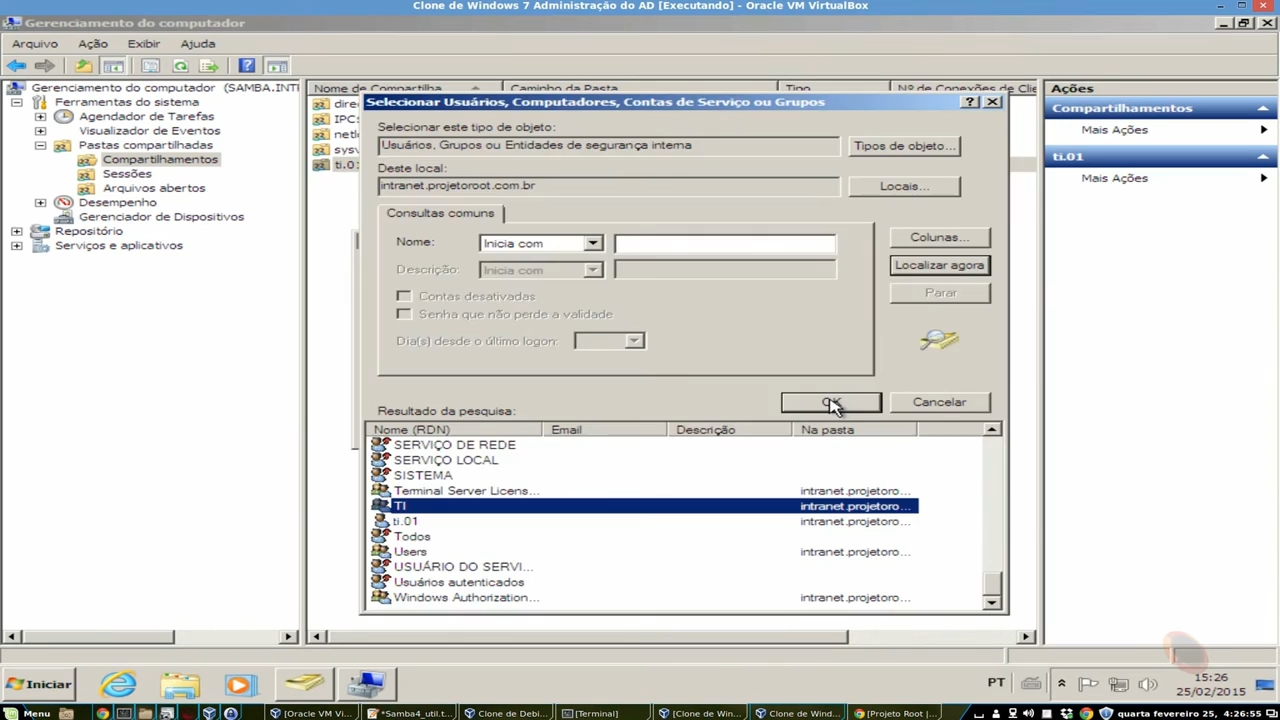 Clone de Windows 7 Administração do AD [Executando] - Oracle VM VirtualBox
Gerenciamento do computador
Arquivo Ação Exibir Ajuda
Gerenciamento do computador (SAMBA.INT
Ferramentas do sistema
Agendador de Tarefas
Visualizador de Eventos
Pastas compartilhadas
Compartilhamentos
Sessões
Arquivos abertos
Desempenho
Gerenciador de Dispositivos
Repositório
Serviços e aplicativos
Nome de Compartilha Caminho da Pasta Tipo Nº de Conexões de Clie
IPC
ti.01
Selecionar Usuários, Computadores, Contas de Serviço ou Grupos
Selecionar este tipo de objeto:
Usuários, Grupos ou Entidades de segurança interna
Tipos de objeto...
Deste local:
intranet.projetoroot.com.br
Locais...
Consultas comuns
Nome: Inicia com
Colunas...
Descrição: Inicia com
Localizar agora
Contas desativadas
Parar
Senha que não perde a validade
Dia(s) desde o último logon:
OK
Cancelar
Resultado da pesquisa:
Nome (RDN) Email Descrição Na pasta
SERVIÇO DE REDE
SERVIÇO LOCAL
SISTEMA
Terminal Server Licens... intranet.projetoro...
TI intranet.projetoro...
ti.01 intranet.projetoro...
Todos
Users intranet.projetoro...
USUÁRIO DO SERVI...
Usuários autenticados
Windows Authorization... intranet.projetoro...
Ações
Compartilhamentos
Mais Ações
ti.01
Mais Ações
Iniciar
PT
15:26
25/02/2015
Menu
[Oracle VM Vi...
*Samba4_util.t...
Clone de Debi...
[Terminal]
[Clone de Win...
Clone de Wind...
[Projeto Root |...
quarta fevereiro 25, 4:26:55